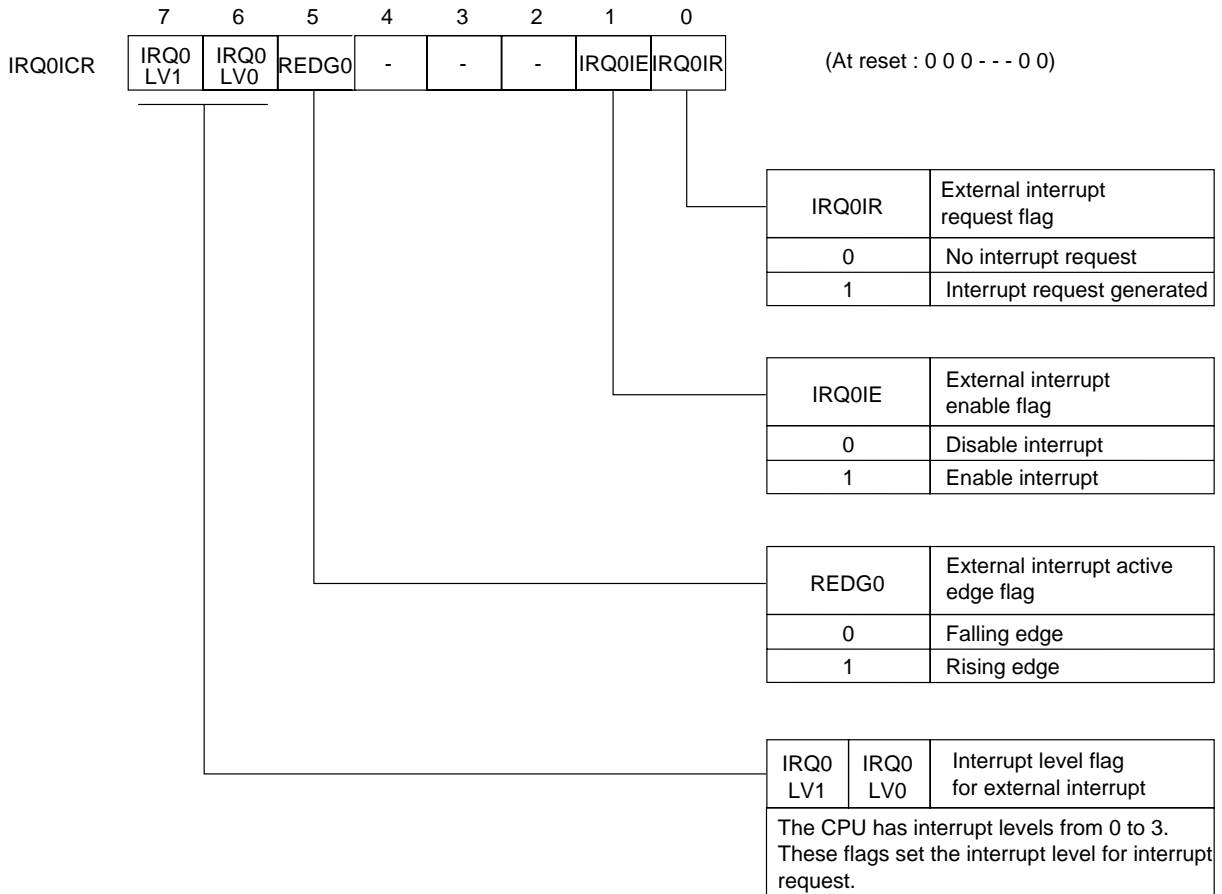 7 6 5 4 3 2 1 0
IRQ0ICR IRQ0 LV1 IRQ0 LV0 REDG0 - - - IRQ0IE IRQ0IR (At reset : 0 0 0 - - - 0 0)
IRQ0IR External interrupt
request flag
0 No interrupt request
1 Interrupt request generated
IRQ0IE External interrupt
enable flag
0 Disable interrupt
1 Enable interrupt
REDG0 External interrupt active
edge flag
0 Falling edge
1 Rising edge
IRQ0 IRQ0 Interrupt level flag
LV1 LV0 for external interrupt
The CPU has interrupt levels from 0 to 3.
These flags set the interrupt level for interrupt
request.